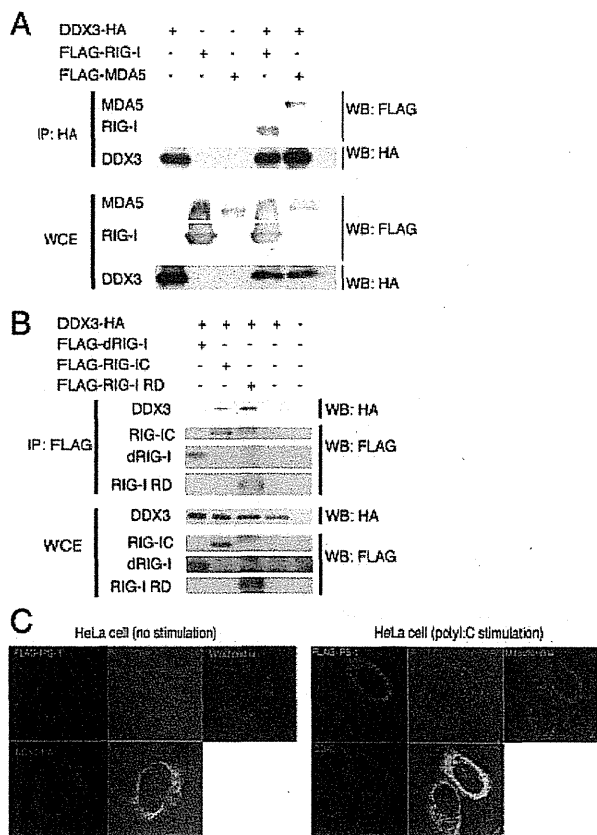 A
DDX3-HA + - - + +
FLAG-RIG-I - + - + -
FLAG-MDA5 - - + - +
IP: HA
MDA5
RIG-I
DDX3
WB: FLAG
WB: HA
WCE
MDA5
RIG-I
DDX3
WB: FLAG
WB: HA
B
DDX3-HA + + + + -
FLAG-dRIG-I + - - - -
FLAG-RIG-IC - + - - -
FLAG-RIG-I RD - - + - -
IP: FLAG
DDX3
RIG-IC
dRIG-I
RIG-I RD
WB: HA
WB: FLAG
WCE
DDX3
RIG-IC
dRIG-I
RIG-I RD
WB: HA
WB: FLAG
C
HeLa cell (no stimulation)
HeLa cell (polyI:C stimulation)